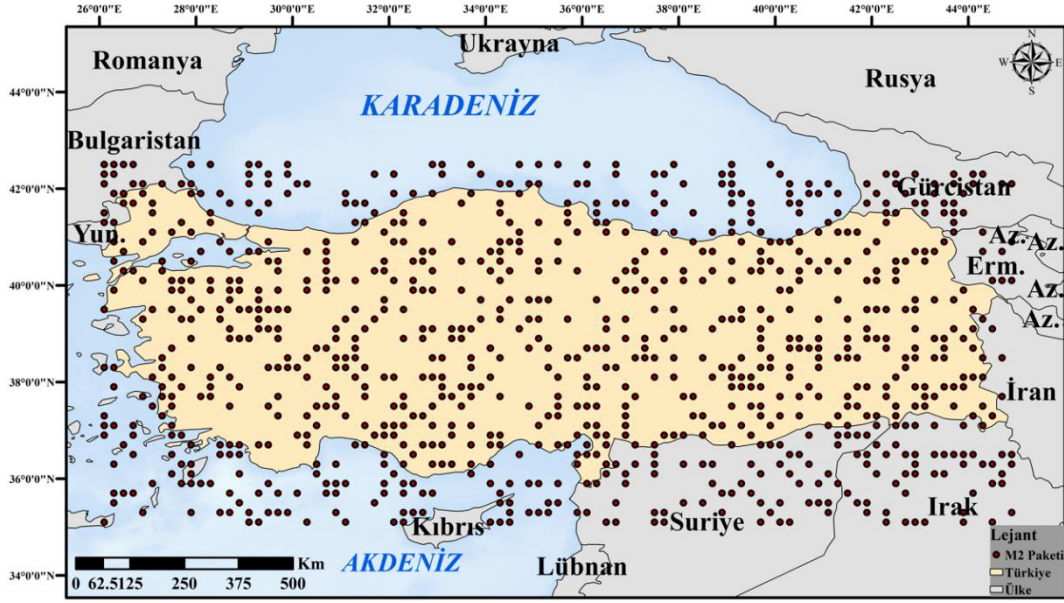 26°0'0"E 28°0'0"E 30°0'0"E 32°0'0"E 34°0'0"E 36°0'0"E 38°0'0"E 40°0'0"E 42°0'0"E 44°0'0"E
Ukrayna
N
Romanya
W E
Rusya
S
44°0'0"N
KARADENİZ
Bulgaristan
42°0'0"N
Gürcistan
Yun.
Az.
Az.
Erm.
40°0'0"N
Az.
Az.
38°0'0"N
İran
36°0'0"N
Kıbrıs
Suriye
Irak
Lejant
M2 Paketi
Türkiye
Ülke
Km
0 62.5125 250 375 500
AKDENİZ
Lübnan
34°0'0"N